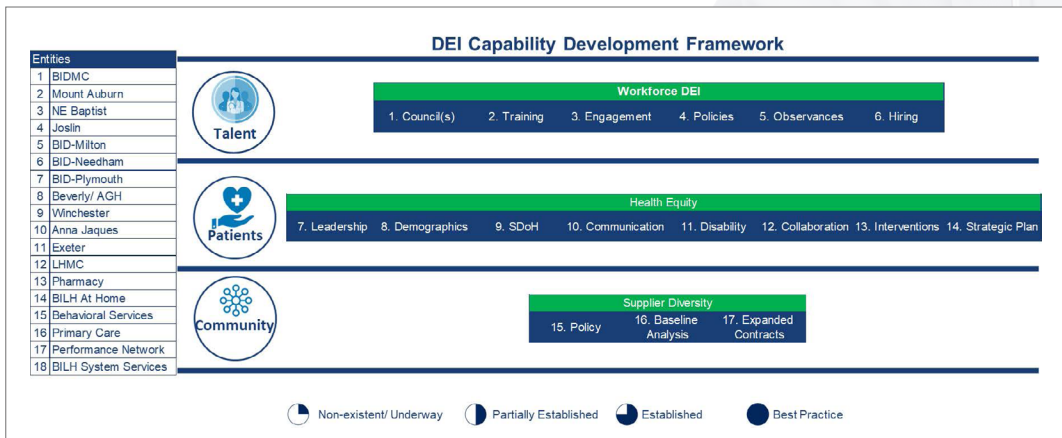 DEI Capability Development Framework
Entities
1 BIDMC
2 Mount Auburn
3 NE Baptist
4 Joslin
5 BID-Milton
6 BID-Needham
7 BID-Plymouth
8 Beverly/ AGH
9 Winchester
10 Anna Jaques
11 Exeter
12 LHMC
13 Pharmacy
14 BILH At Home
15 Behavioral Services
16 Primary Care
17 Performance Network
18 BILH System Services
Talent
Workforce DEI
1. Council(s) 2. Training 3. Engagement 4. Policies 5. Observances 6. Hiring
Patients
Health Equity
7. Leadership 8. Demographics 9. SDoH 10. Communication 11. Disability 12. Collaboration 13. Interventions 14. Strategic Plan
Community
Supplier Diversity
15. Policy
16. Baseline
Analysis
17. Expanded
Contracts
Non-existent/ Underway Partially Established Established Best Practice